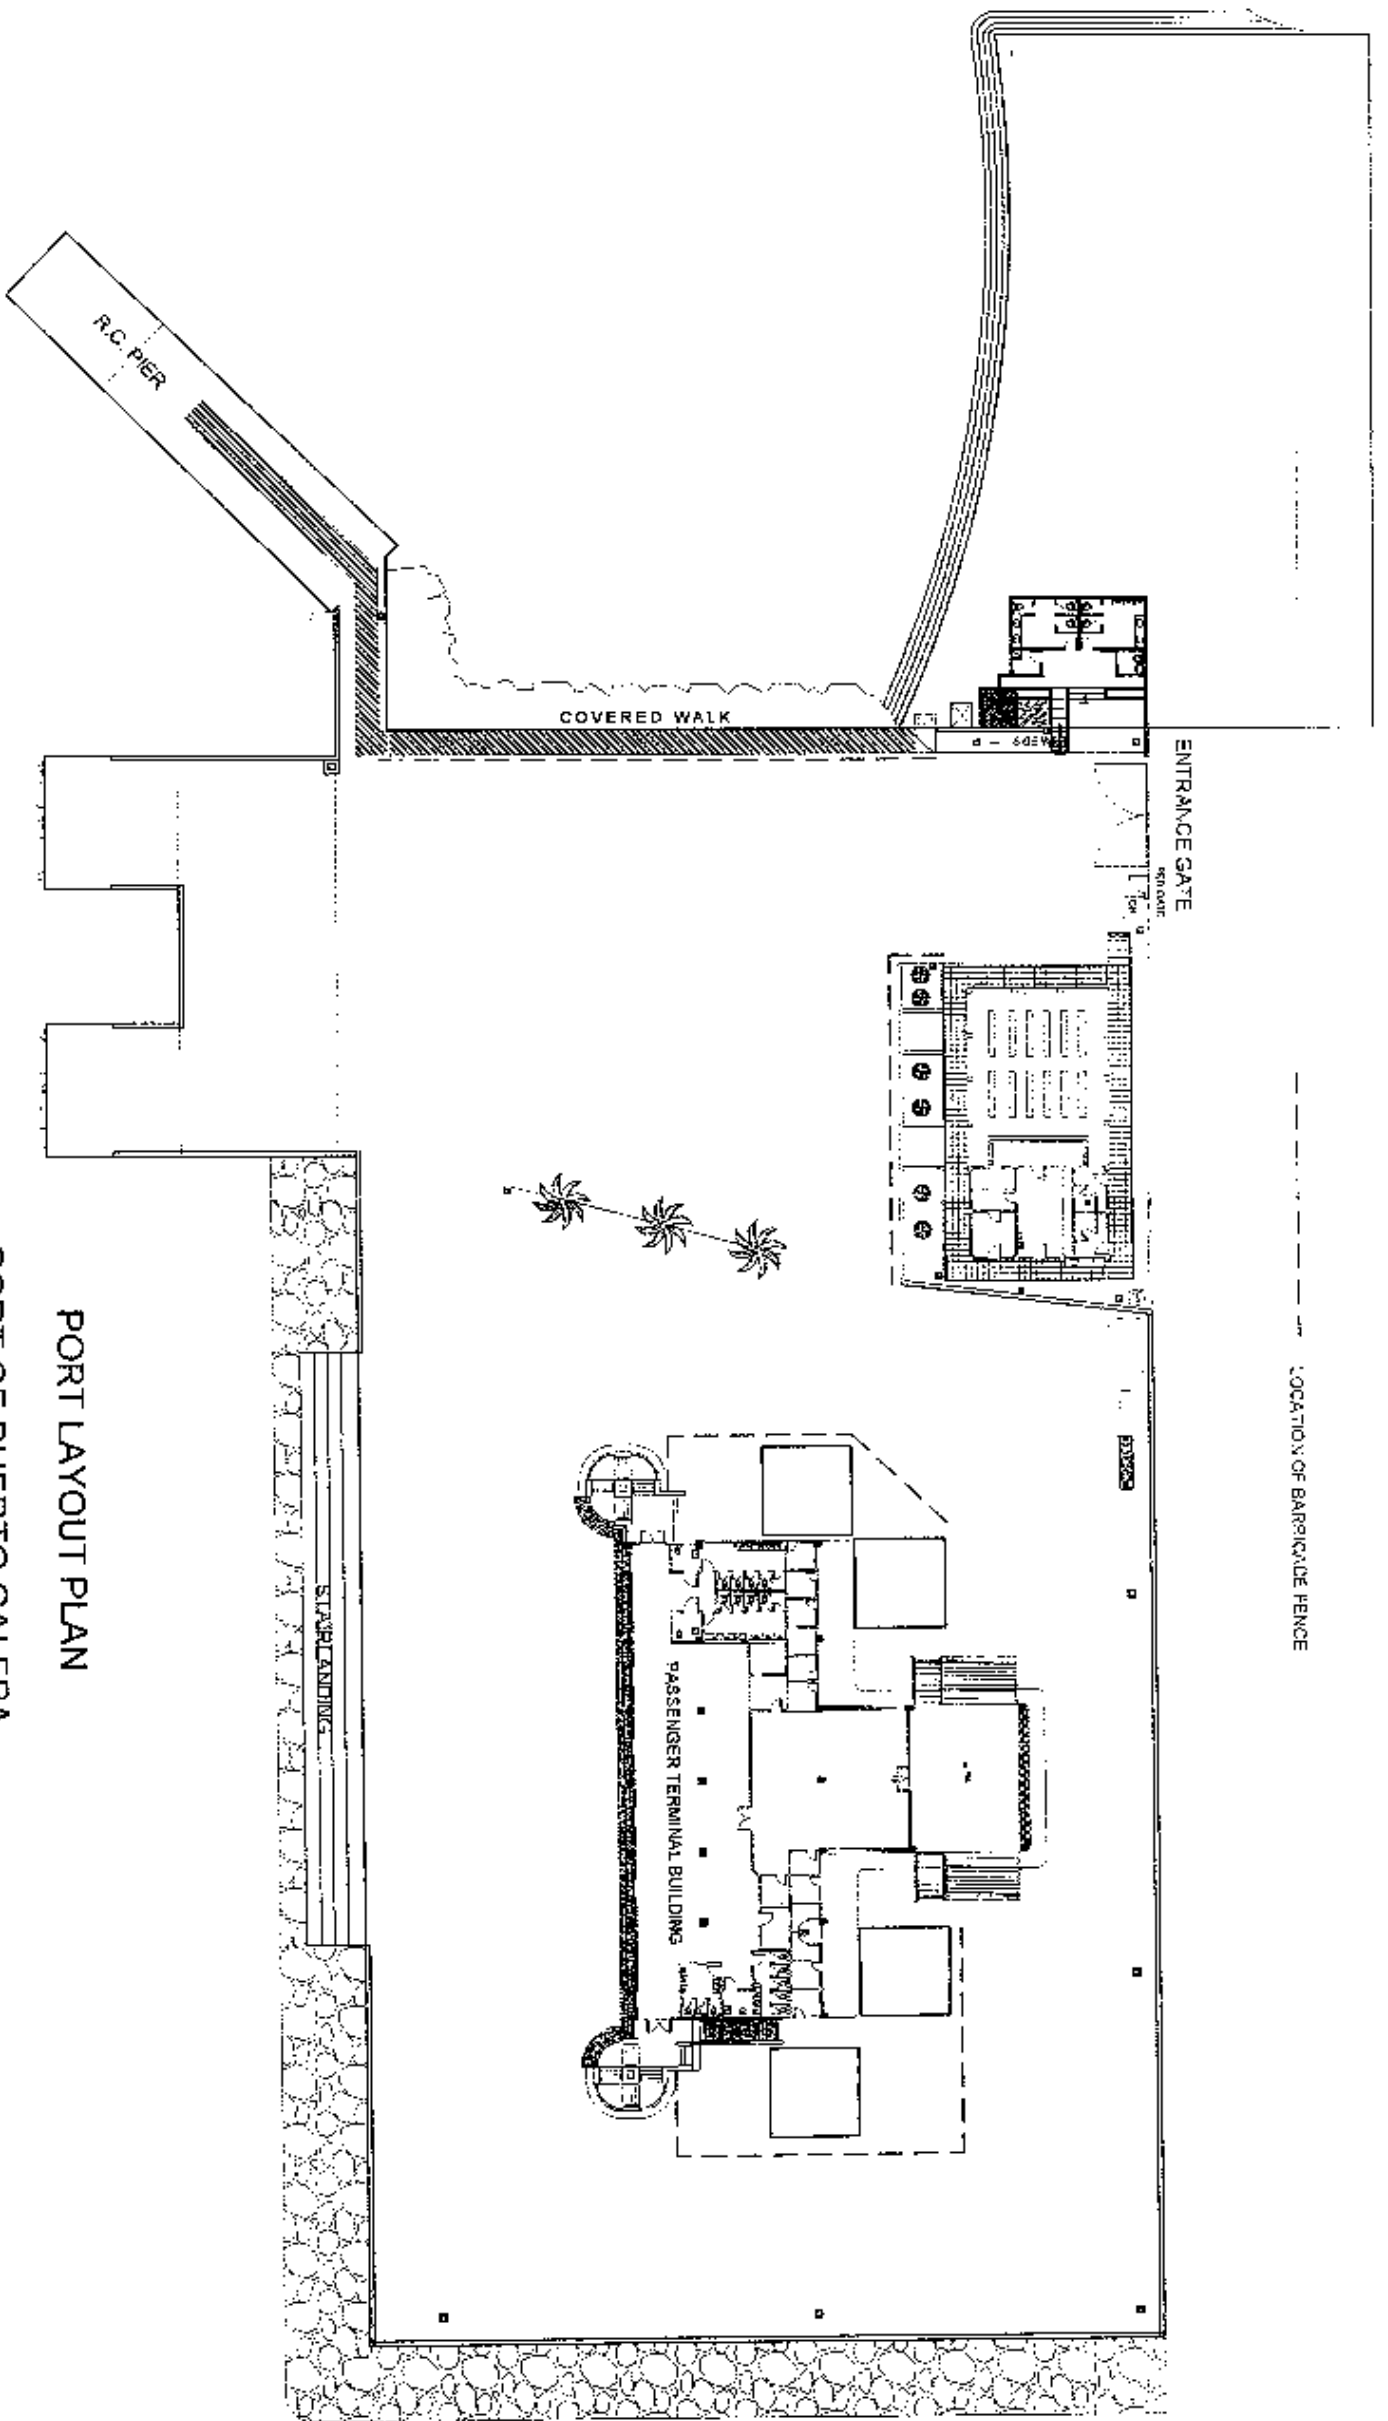 R.C. PIER
COVERED WALK
ENTRANCE GATE
LOCATION OF BARRICADE FENCE
STAIR LANDING
PASSENGER TERMINAL BUILDING
PORT LAYOUT PLAN